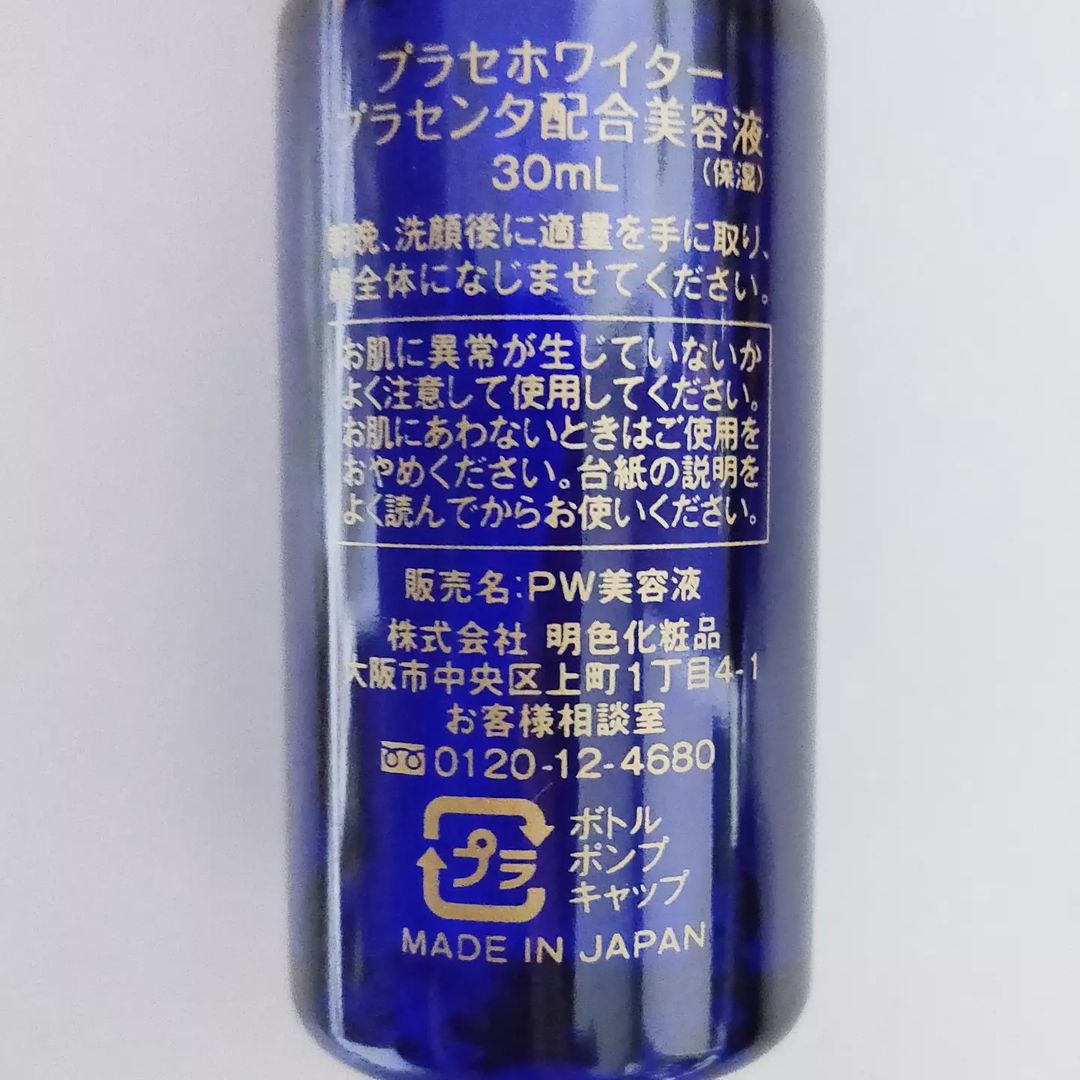 プラセホワイター
プラセンタ配合美容液
30mL (保湿)
朝晩、洗顔後に適量を手に取り、
顔全体になじませてください。
お肌に異常が生じていないか
よく注意して使用してください。
お肌にあわないときはご使用を
おやめください。台紙の説明を
よく読んでからお使いください。
販売名:PW美容液
株式会社 明色化粧品
大阪市中央区上町1丁目4-1
お客様相談室
0120-12-4680
プラ
ボトル
ポンプ
キャップ
MADE IN JAPAN